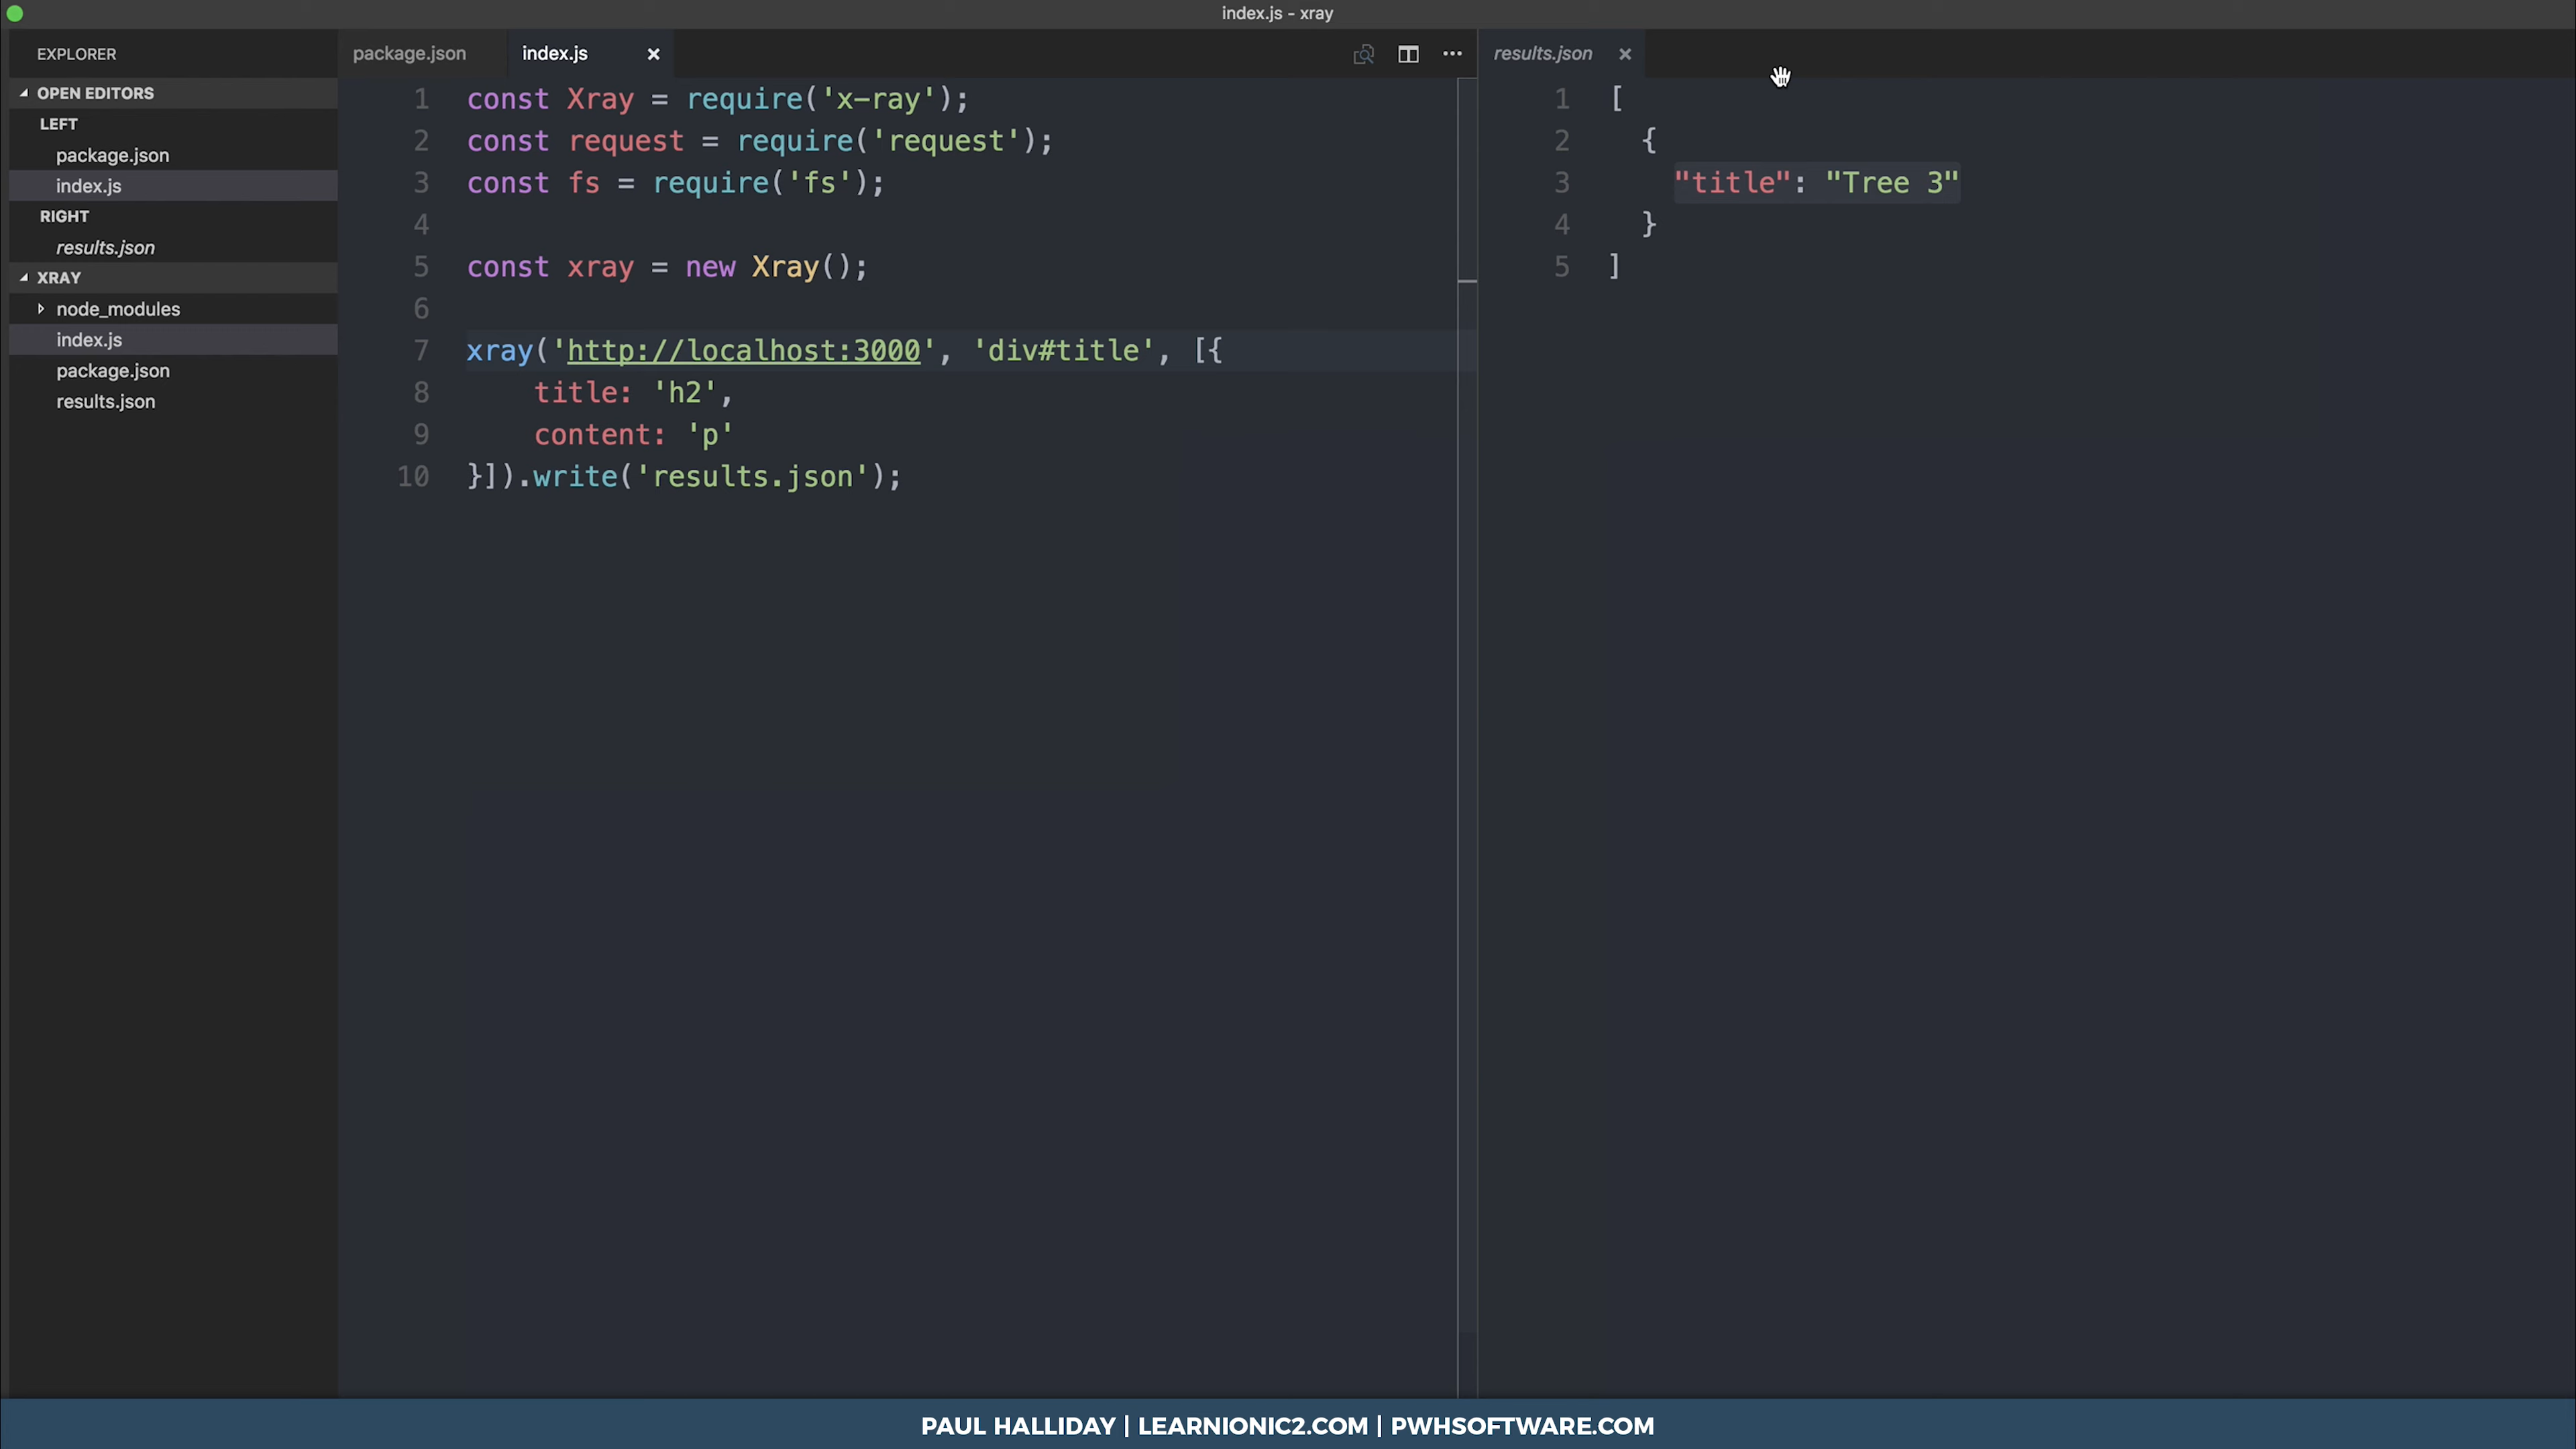 index.js - xray
EXPLORER
OPEN EDITORS
LEFT
package.json
index.js
RIGHT
results.json
XRAY
node_modules
index.js
package.json
results.json
package.json
index.js
1 const Xray = require('x-ray');
2 const request = require('request');
3 const fs = require('fs');
4
5 const xray = new Xray();
6
7 xray('http://localhost:3000', 'div#title', [{
8     title: 'h2',
9     content: 'p'
10 }]).write('results.json');
results.json
1 [
2   {
3     "title": "Tree 3"
4   }
5 ]
PAUL HALLIDAY | LEARNIONIC2.COM | PWHSOFTWARE.COM